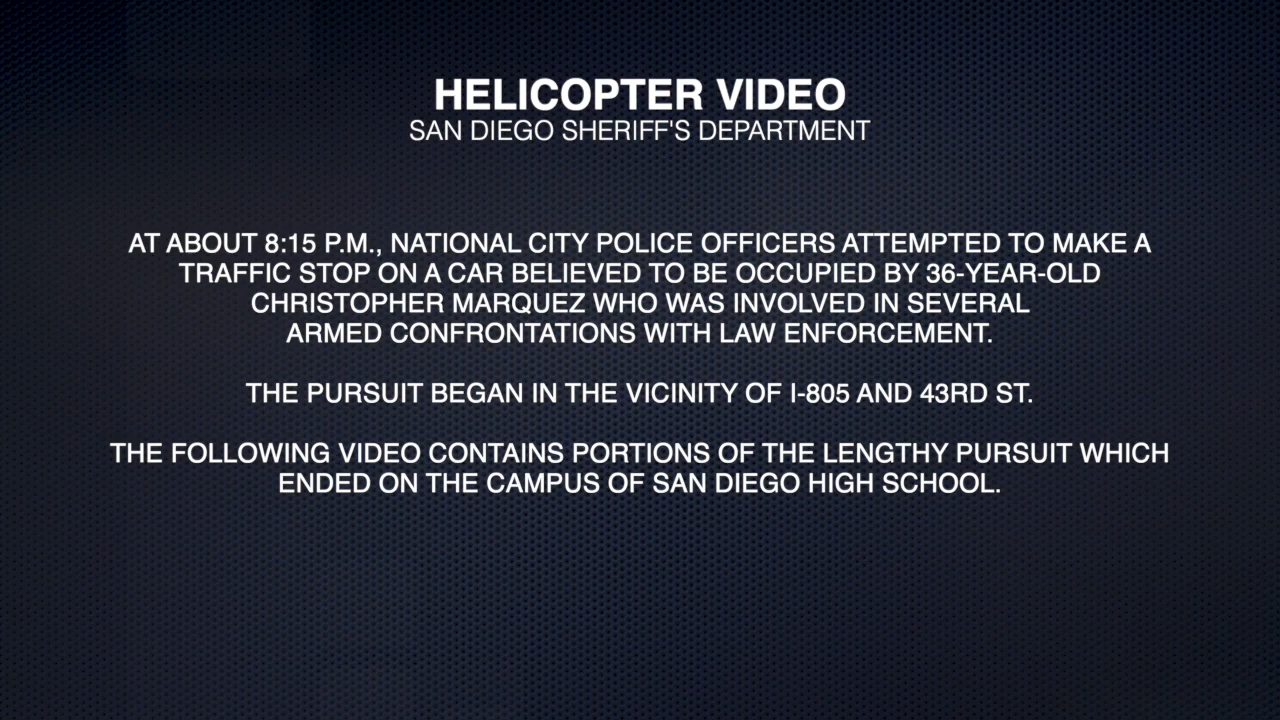 HELICOPTER VIDEO
SAN DIEGO SHERIFF'S DEPARTMENT
AT ABOUT 8:15 P.M., NATIONAL CITY POLICE OFFICERS ATTEMPTED TO MAKE A
TRAFFIC STOP ON A CAR BELIEVED TO BE OCCUPIED BY 36-YEAR-OLD
CHRISTOPHER MARQUEZ WHO WAS INVOLVED IN SEVERAL
ARMED CONFRONTATIONS WITH LAW ENFORCEMENT.
THE PURSUIT BEGAN IN THE VICINITY OF I-805 AND 43RD ST.
THE FOLLOWING VIDEO CONTAINS PORTIONS OF THE LENGTHY PURSUIT WHICH
ENDED ON THE CAMPUS OF SAN DIEGO HIGH SCHOOL.